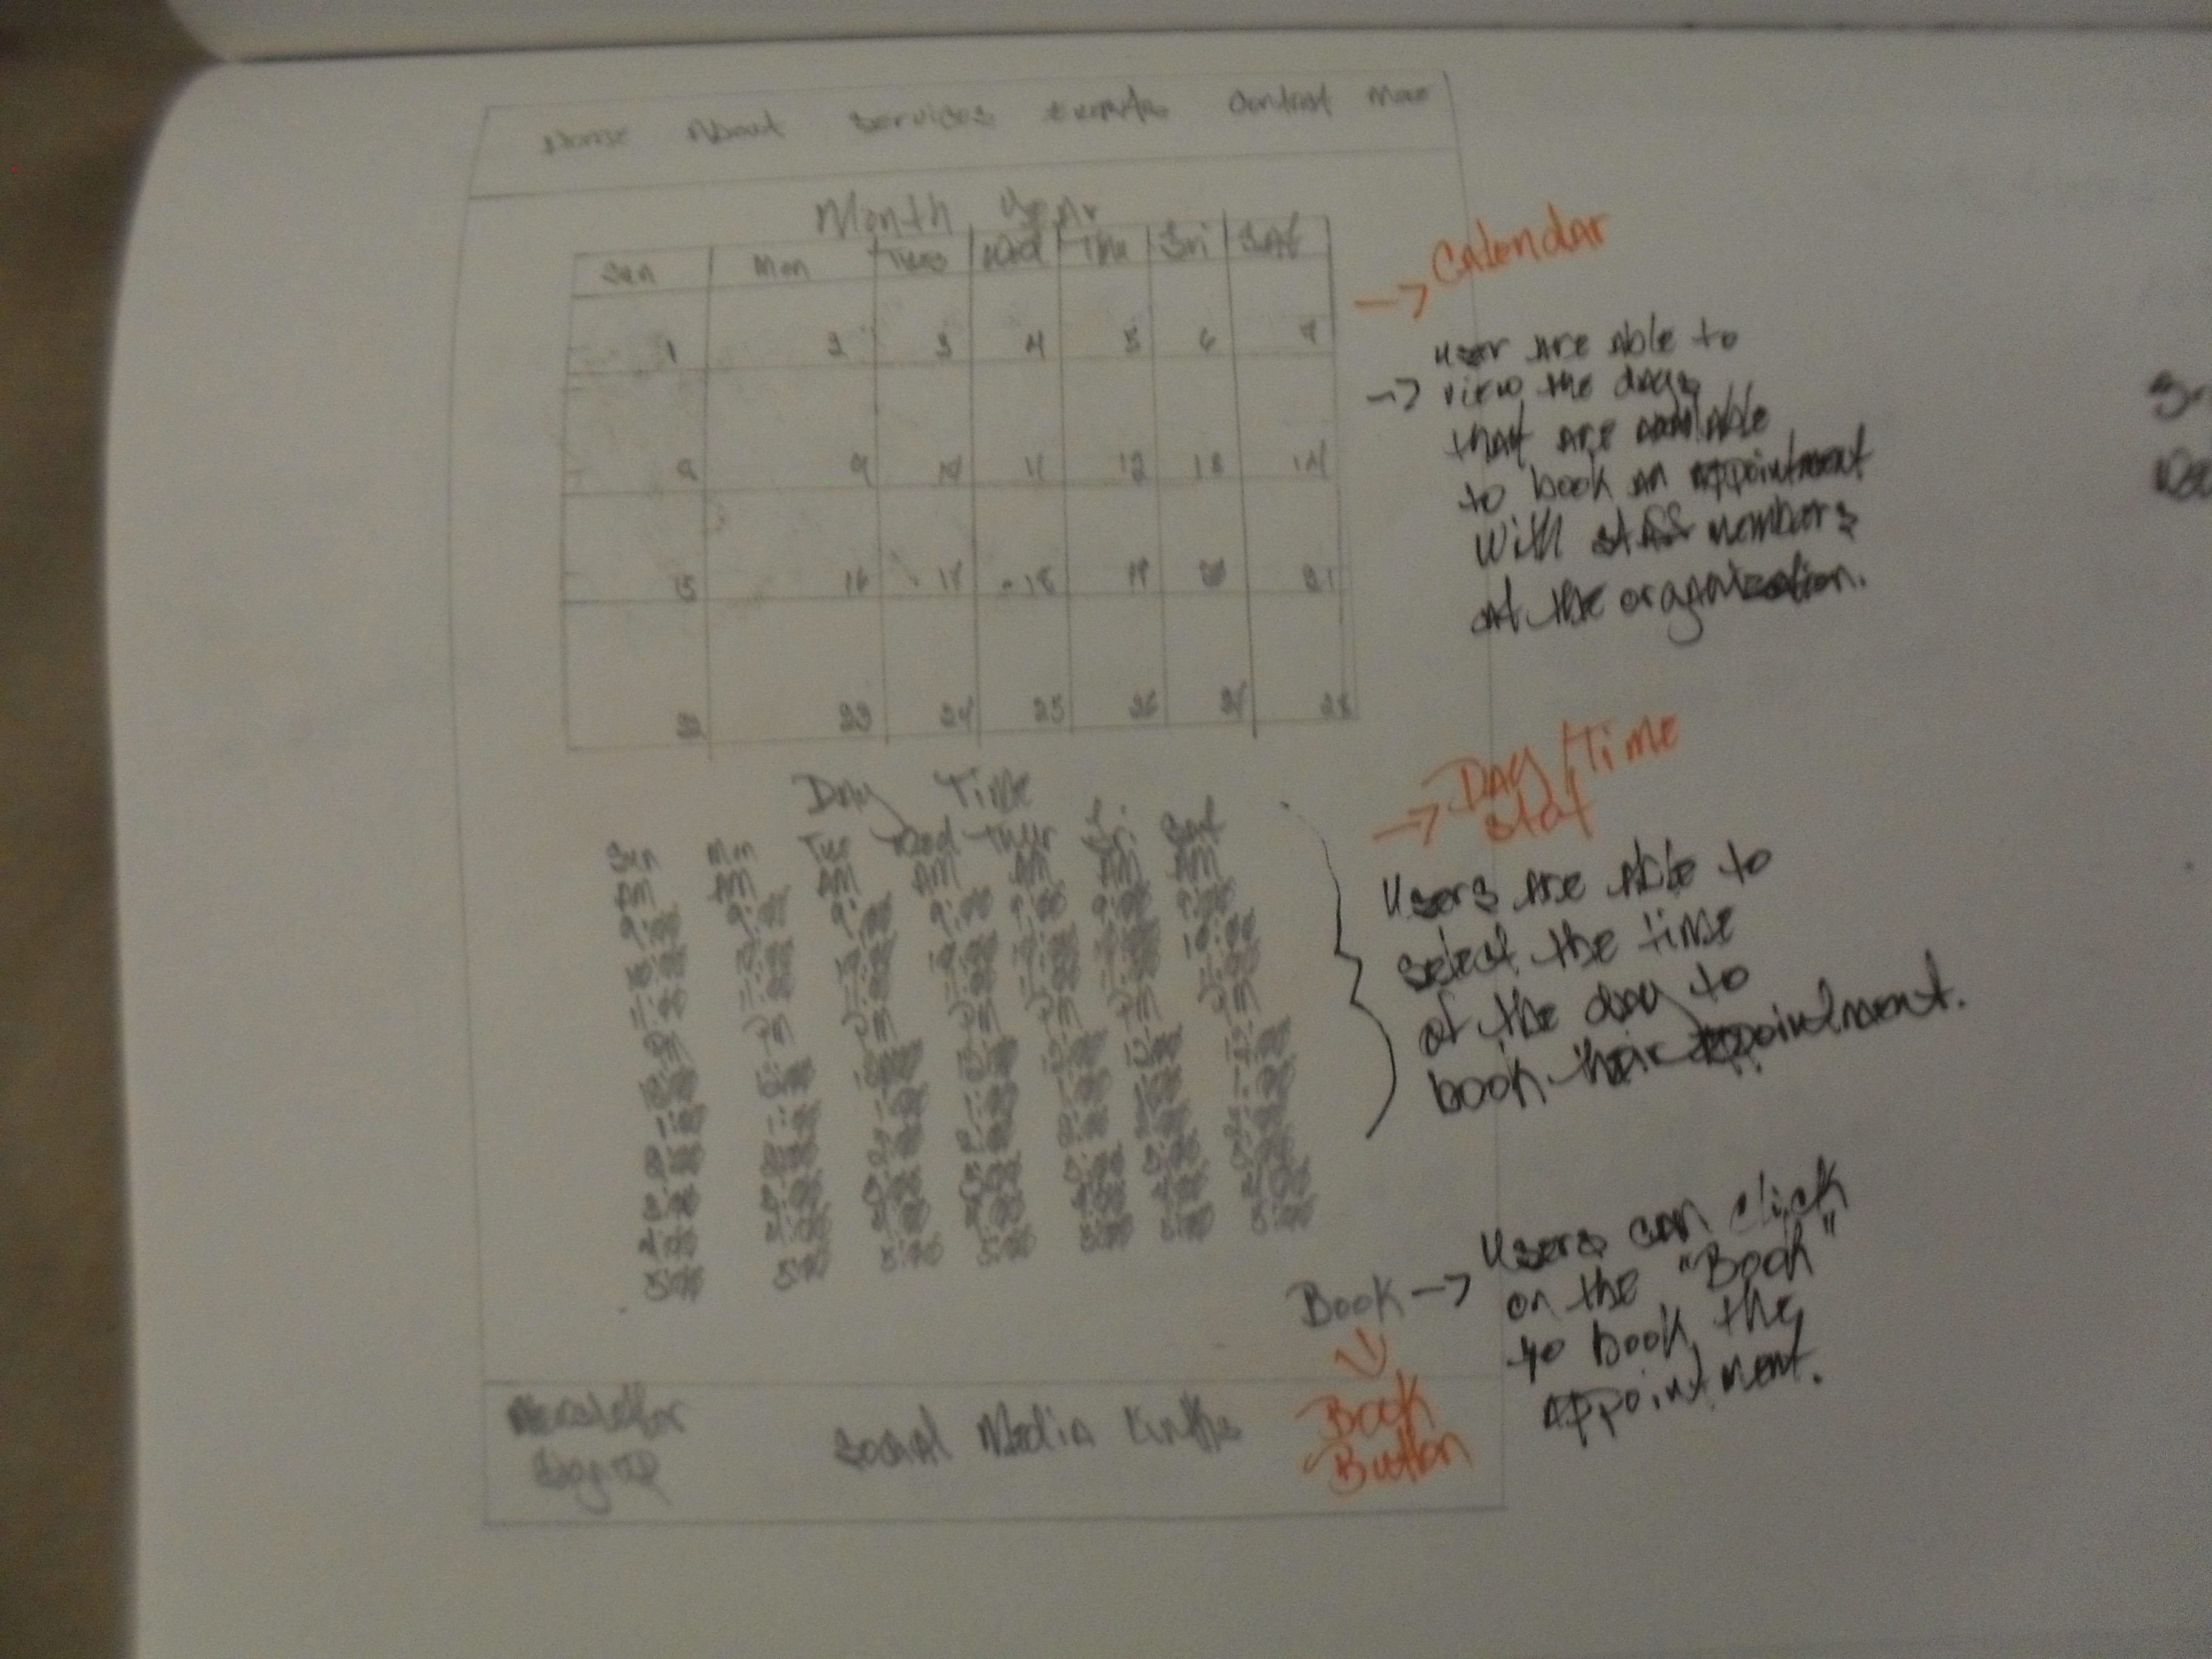 Home About Services Events Contact More
Month Year
Sun Mon Tues Wed Thu Fri Sat
1 2 3 4 5 6 7
8 9 10 11 12 13 14
15 16 17 18 19 20 21
22 23 24 25 26 27 28
→ Calendar
user are able to
→ view the days
that are available
to book an appointment
with staff members
at the organization.
Day Time
Sun Mon Tue Wed Thur Fri Sat
AM AM AM AM AM AM AM
9:00 9:00 9:00 9:00 9:00 9:00 9:00
10:00 10:00 10:00 10:00 10:00 10:00 10:00
11:00 11:00 11:00 11:00 11:00 11:00 11:00
PM PM PM PM PM PM PM
12:00 12:00 12:00 12:00 12:00 12:00 12:00
1:00 1:00 1:00 1:00 1:00 1:00 1:00
2:00 2:00 2:00 2:00 2:00 2:00 2:00
3:00 3:00 3:00 3:00 3:00 3:00 3:00
4:00 4:00 4:00 4:00 4:00 4:00 4:00
5:00 5:00 5:00 5:00 5:00 5:00 5:00
→ Day/Time
slot
Users are able to
select the time
of the day to
book their appointment.
Book → Users can click
on the "Book"
to book the
appointment.
Book
Button
Newsletter
Sign up
Social Media Links